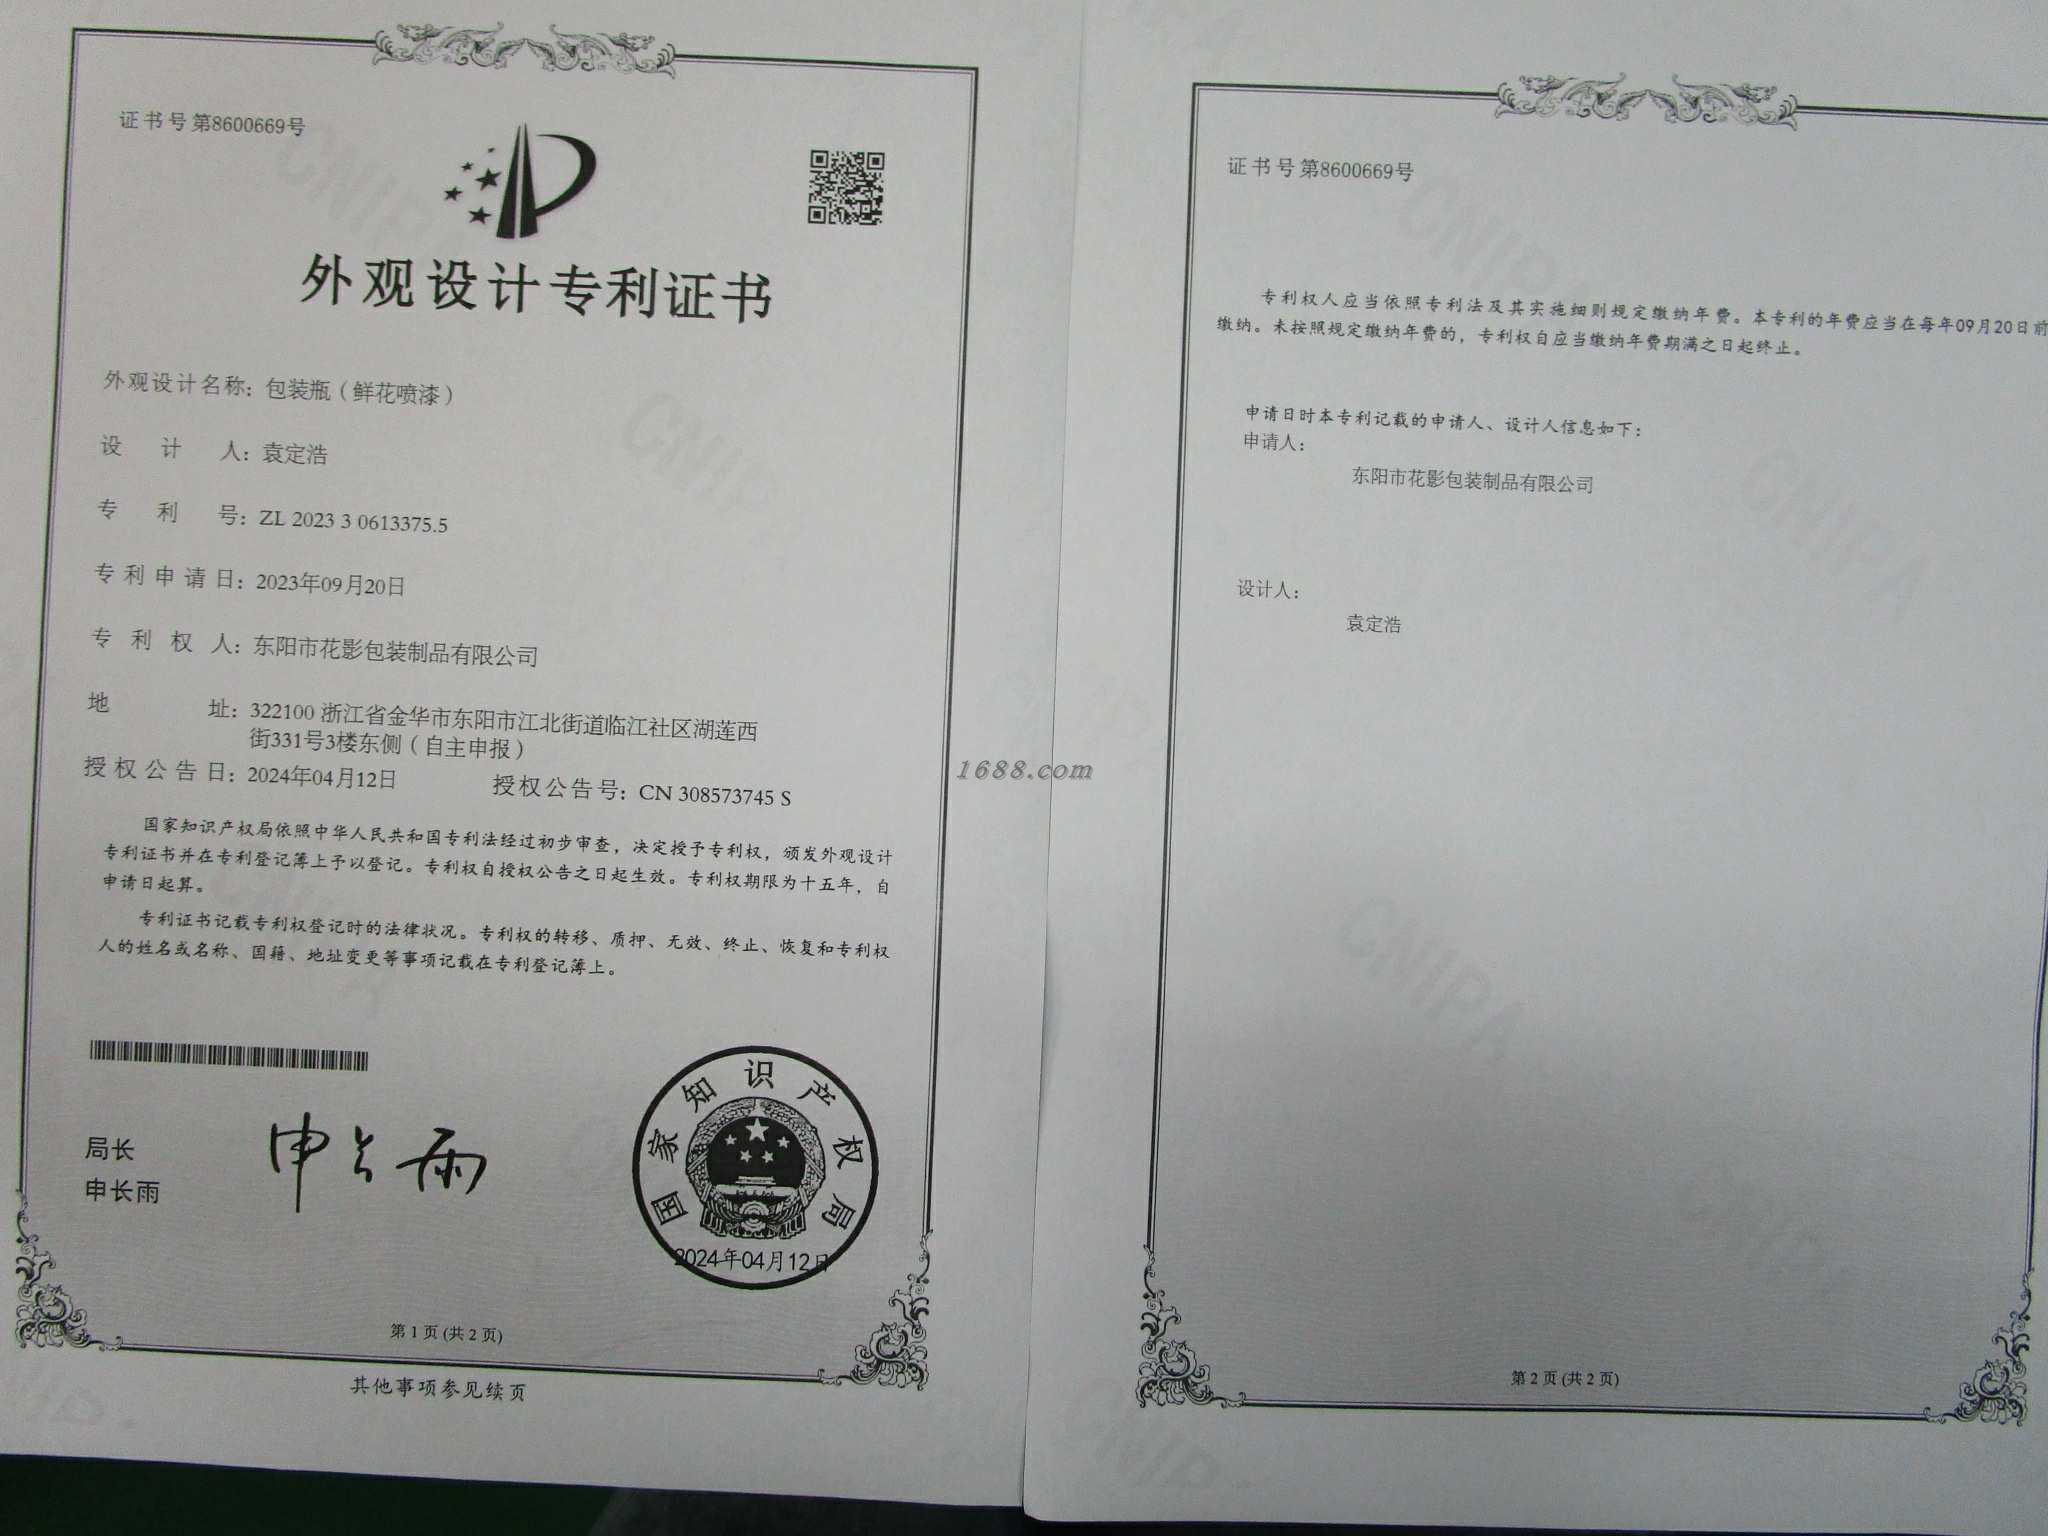 证书号第8600669号
外观设计专利证书
外观设计名称：包装瓶（鲜花喷漆）
设计人：袁定浩
专利号：ZL 2023 3 0613375.5
专利申请日：2023年09月20日
专利权人：东阳市花影包装制品有限公司
地址：322100 浙江省金华市东阳市江北街道临江社区湖莲西
街331号3楼东侧（自主申报）
授权公告日：2024年04月12日 授权公告号：CN 308573745 S
国家知识产权局依照中华人民共和国专利法经过初步审查，决定授予专利权，颁发外观设计
专利证书并在专利登记簿上予以登记。专利权自授权公告之日起生效。专利权期限为十五年，自
申请日起算。
专利证书记载专利权登记时的法律状况。专利权的转移、质押、无效、终止、恢复和专利权
人的姓名或名称、国籍、地址变更等事项记载在专利登记簿上。
局长
申长雨
申长雨
国家知识产权局
2024年04月12日
第 1 页 (共 2 页)
其他事项参见续页
1688.com
证书号第8600669号
专利权人应当依照专利法及其实施细则规定缴纳年费。本专利的年费应当在每年09月20日前
缴纳。未按照规定缴纳年费的，专利权自应当缴纳年费期满之日起终止。
申请日时本专利记载的申请人、设计人信息如下：
申请人：
东阳市花影包装制品有限公司
设计人：
袁定浩
第 2 页 (共 2 页)
CNIPA
CNIPA
CNIPA
CNIPA